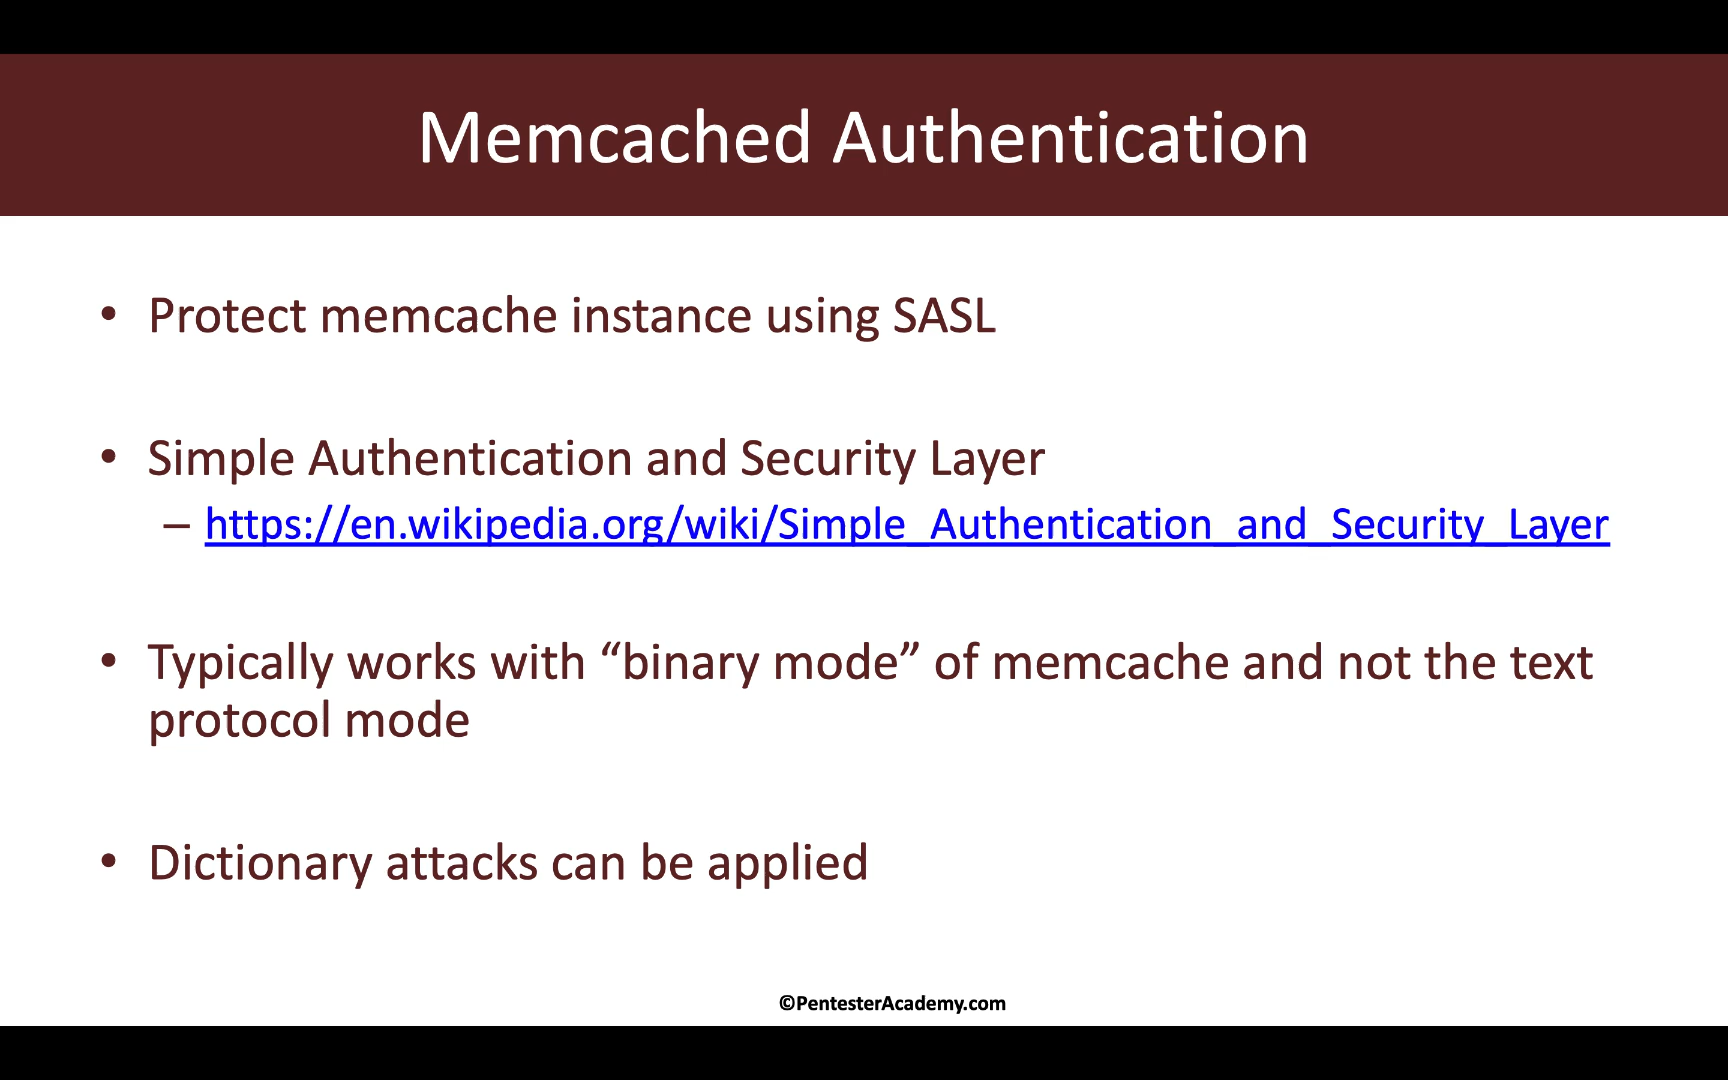 Memcached Authentication
• Protect memcache instance using SASL
• Simple Authentication and Security Layer
– https://en.wikipedia.org/wiki/Simple_Authentication_and_Security_Layer
• Typically works with “binary mode” of memcache and not the text
protocol mode
• Dictionary attacks can be applied
©PentesterAcademy.com